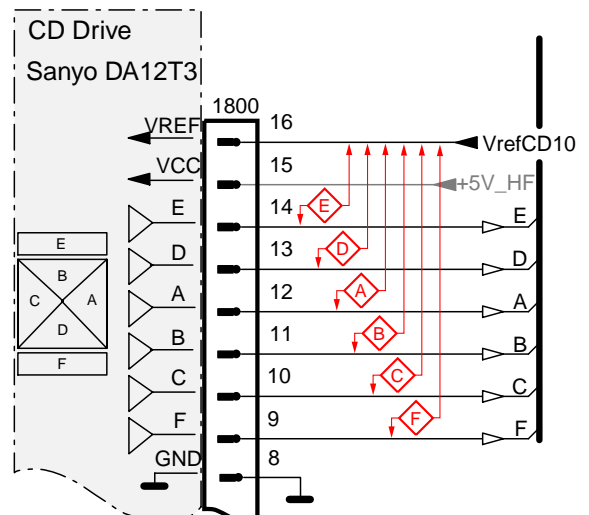 CD Drive
Sanyo DA12T3
1800
VREF 16 VrefCD10
VCC 15 +5V_HF
E 14 E E
D 13 D D
A 12 A A
B 11 B B
C 10 C C
F 9 F F
GND 8
E
B
C A
D
F